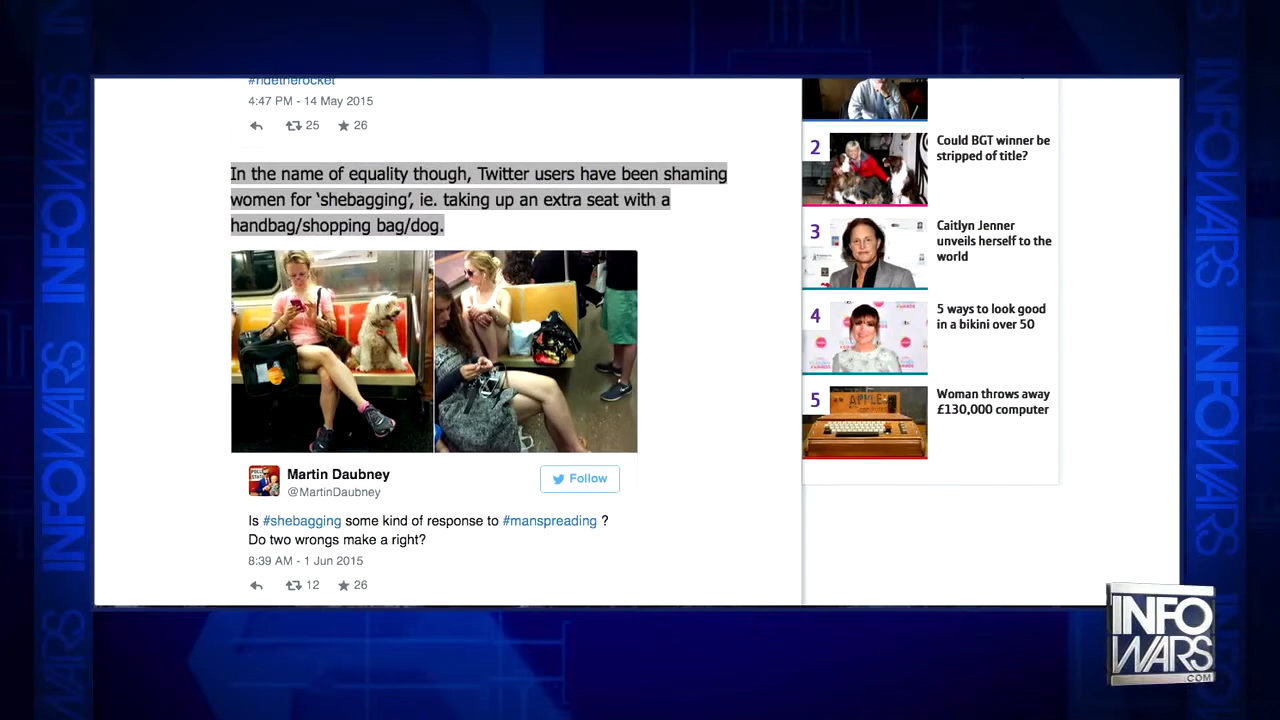 #ridetherocket
4:47 PM - 14 May 2015
25 26
In the name of equality though, Twitter users have been shaming
women for ‘shebagging’, ie. taking up an extra seat with a
handbag/shopping bag/dog.
Martin Daubney
@MartinDaubney
Follow
Is #shebagging some kind of response to #manspreading ?
Do two wrongs make a right?
8:39 AM - 1 Jun 2015
12 26
2
Could BGT winner be
stripped of title?
3
Caitlyn Jenner
unveils herself to the
world
4
5 ways to look good
in a bikini over 50
5
Woman throws away
£130,000 computer
APPLE
INFOWARS
INFOWARS
INFOWARS
INFOWARS
INFO
WARS
.COM